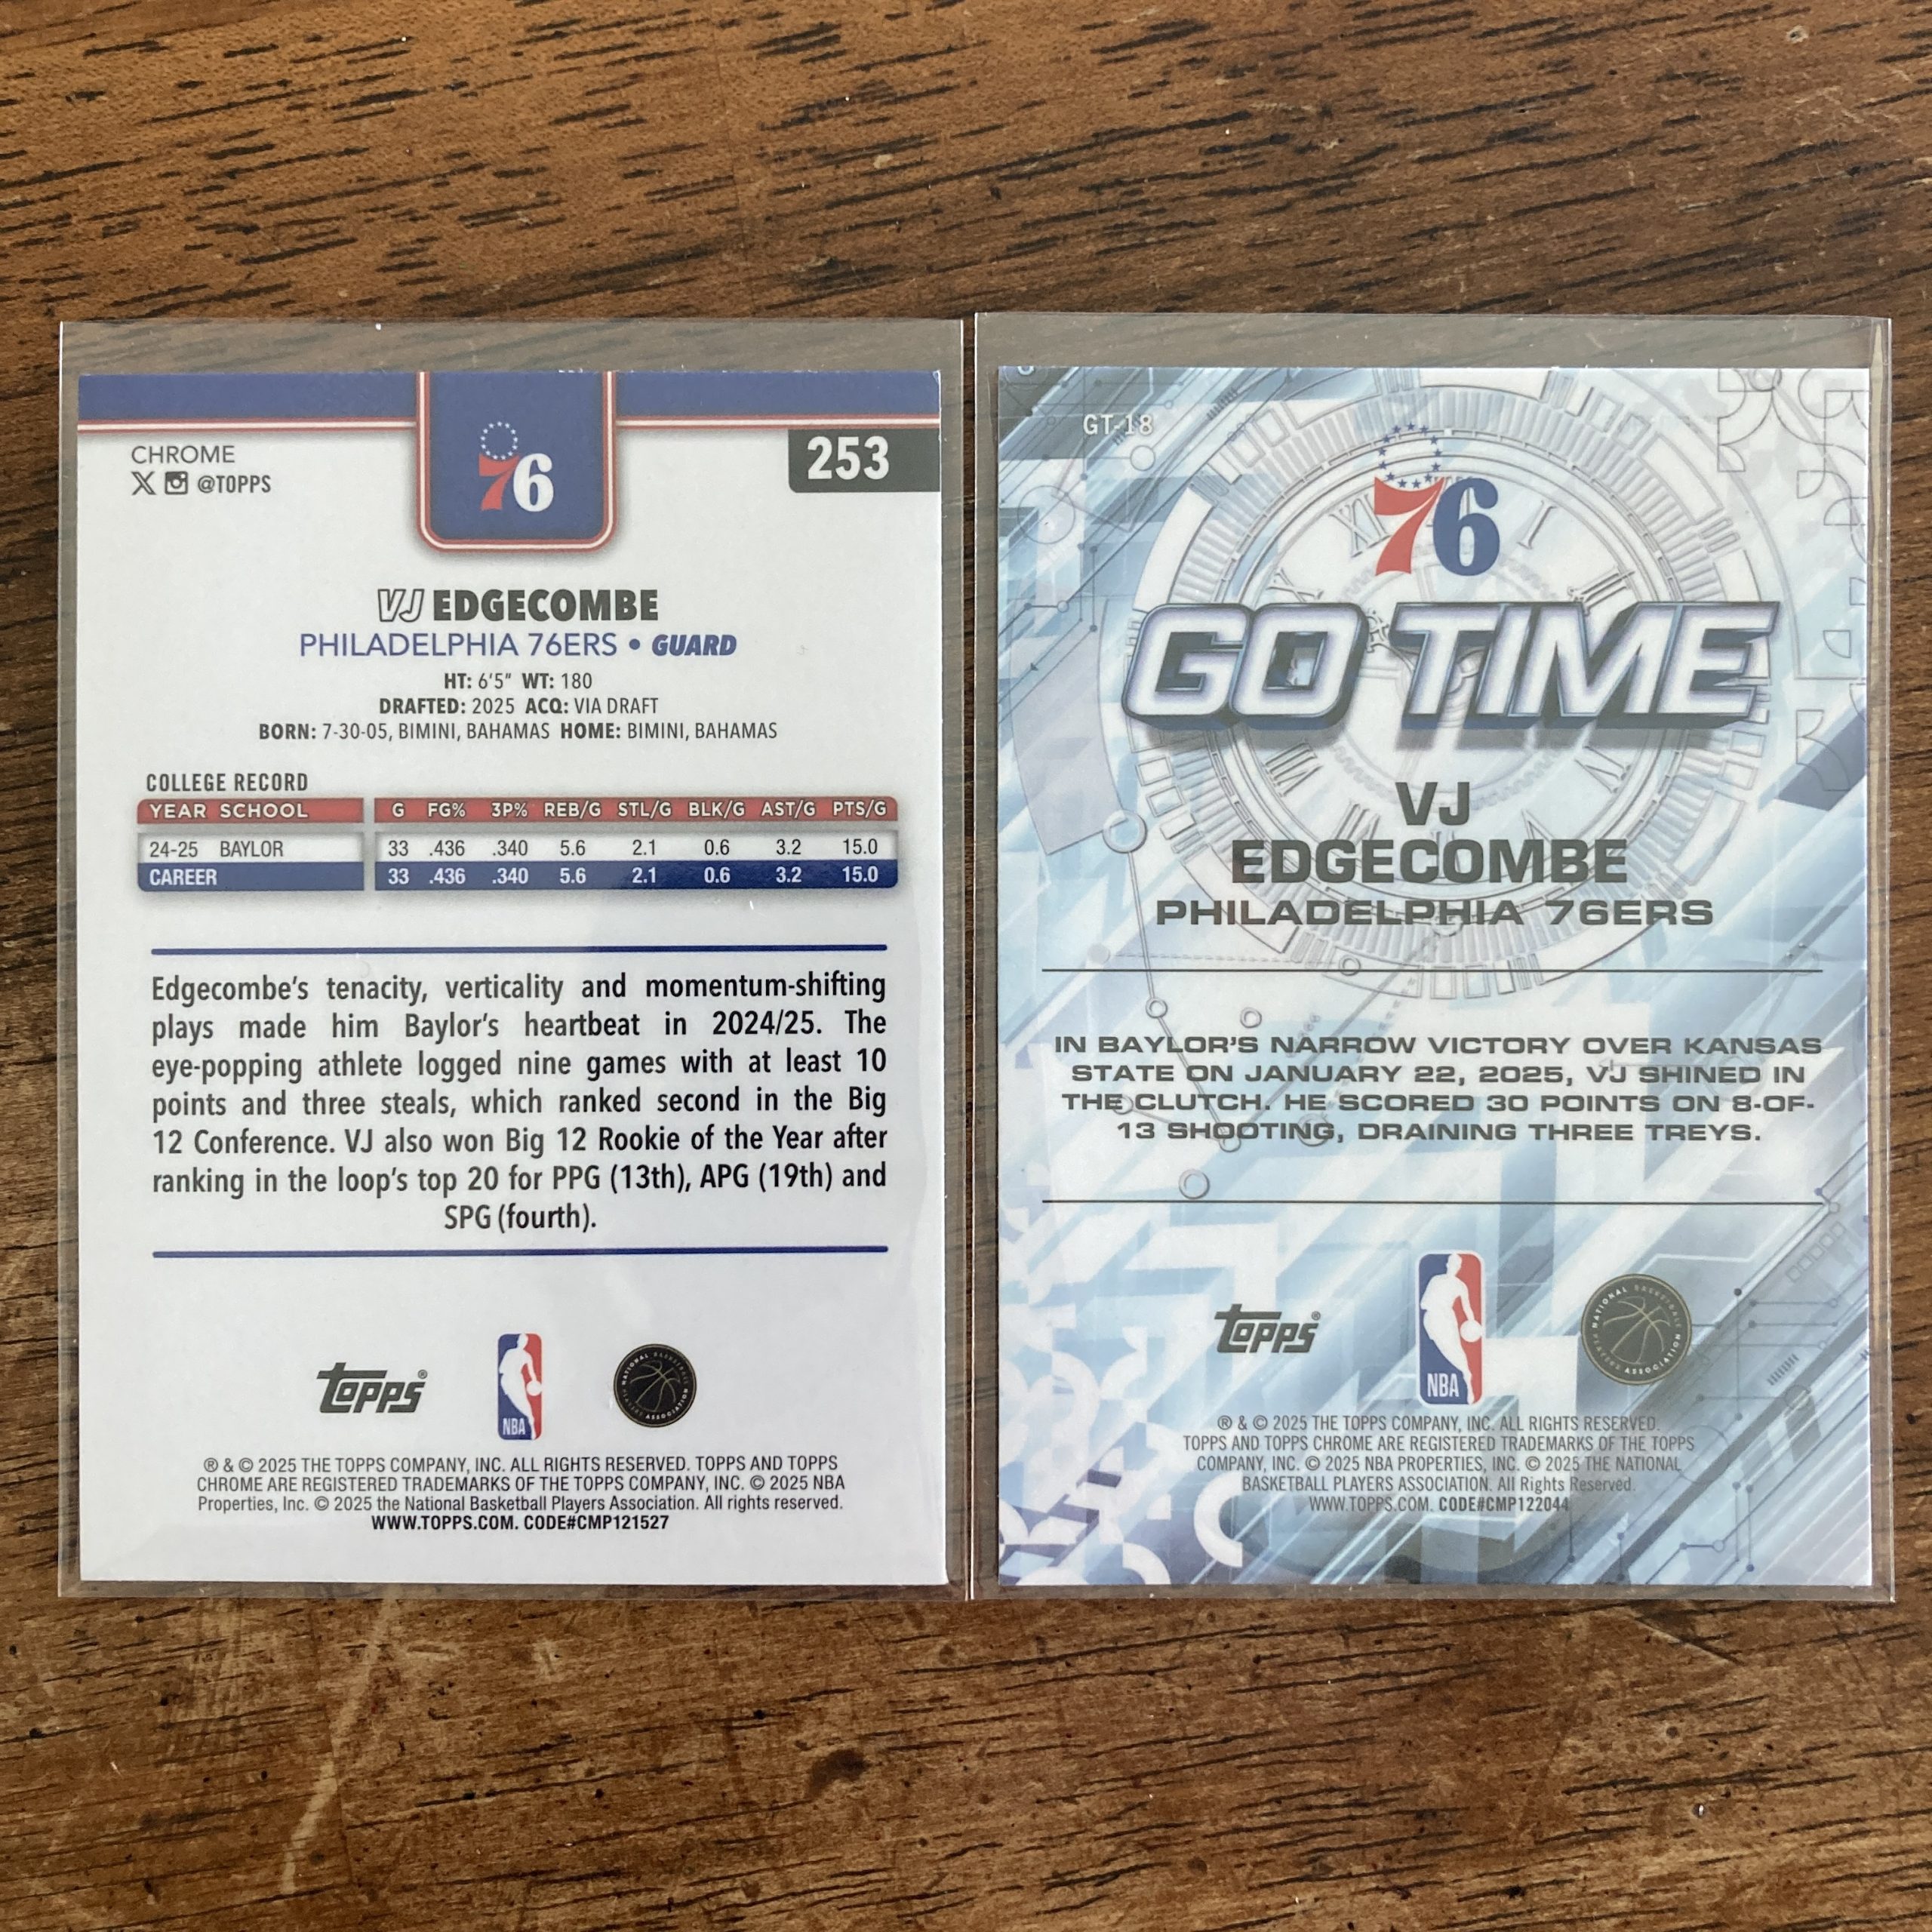 CHROME
@TOPPS
76
253
VJ EDGECOMBE
PHILADELPHIA 76ERS • GUARD
HT: 6'5" WT: 180
DRAFTED: 2025 ACQ: VIA DRAFT
BORN: 7-30-05, BIMINI, BAHAMAS HOME: BIMINI, BAHAMAS
COLLEGE RECORD
YEAR SCHOOL G FG% 3P% REB/G STL/G BLK/G AST/G PTS/G
24-25 BAYLOR 33 .436 .340 5.6 2.1 0.6 3.2 15.0
CAREER 33 .436 .340 5.6 2.1 0.6 3.2 15.0
Edgecombe's tenacity, verticality and momentum-shifting
plays made him Baylor's heartbeat in 2024/25. The
eye-popping athlete logged nine games with at least 10
points and three steals, which ranked second in the Big
12 Conference. VJ also won Big 12 Rookie of the Year after
ranking in the loop's top 20 for PPG (13th), APG (19th) and
SPG (fourth).
topps®
NBA
NATIONAL BASKETBALL PLAYERS ASSOCIATION
® & © 2025 THE TOPPS COMPANY, INC. ALL RIGHTS RESERVED. TOPPS AND TOPPS
CHROME ARE REGISTERED TRADEMARKS OF THE TOPPS COMPANY, INC. © 2025 NBA
Properties, Inc. © 2025 the National Basketball Players Association. All rights reserved.
WWW.TOPPS.COM. CODE#CMP121527
GT-18
76
GO TIME
VJ
EDGECOMBE
PHILADELPHIA 76ERS
IN BAYLOR'S NARROW VICTORY OVER KANSAS
STATE ON JANUARY 22, 2025, VJ SHINED IN
THE CLUTCH. HE SCORED 30 POINTS ON 8-OF-
13 SHOOTING, DRAINING THREE TREYS.
topps®
NBA
NATIONAL BASKETBALL PLAYERS ASSOCIATION
® & © 2025 THE TOPPS COMPANY, INC. ALL RIGHTS RESERVED.
TOPPS AND TOPPS CHROME ARE REGISTERED TRADEMARKS OF THE TOPPS
COMPANY, INC. © 2025 NBA PROPERTIES, INC. © 2025 THE NATIONAL
BASKETBALL PLAYERS ASSOCIATION. All Rights Reserved.
WWW.TOPPS.COM. CODE#CMP122044